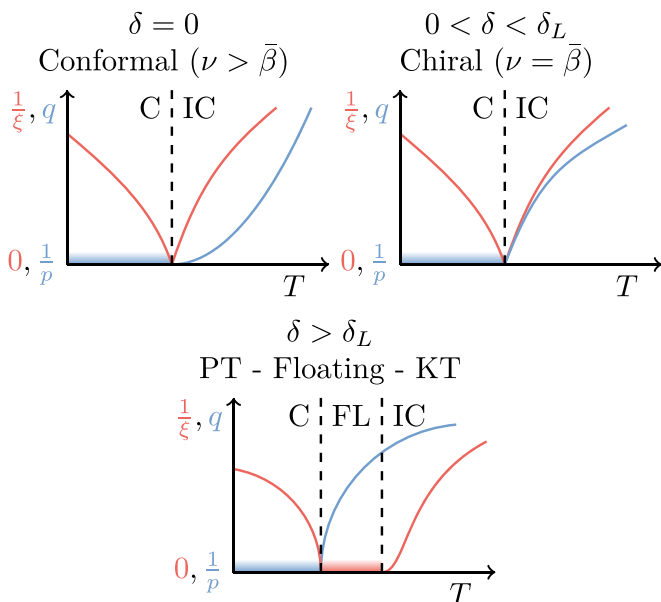 δ = 0
Conformal (ν > β̄)
1/ξ, q
C IC
0, 1/p
T
0 < δ < δ_L
Chiral (ν = β̄)
1/ξ, q
C IC
0, 1/p
T
δ > δ_L
PT - Floating - KT
1/ξ, q
C FL IC
0, 1/p
T